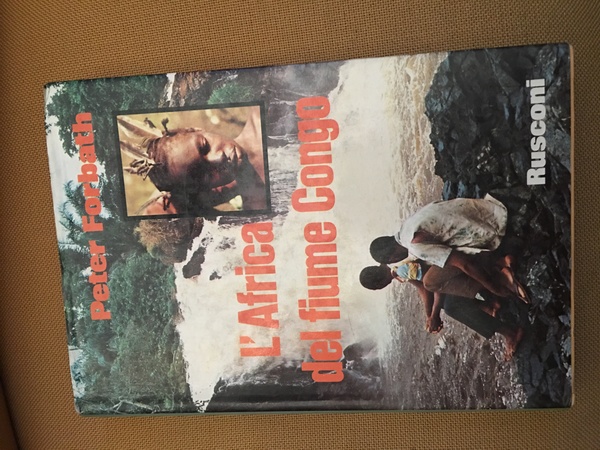 Peter Forbath
L'Africa
del fiume Congo
Rusconi